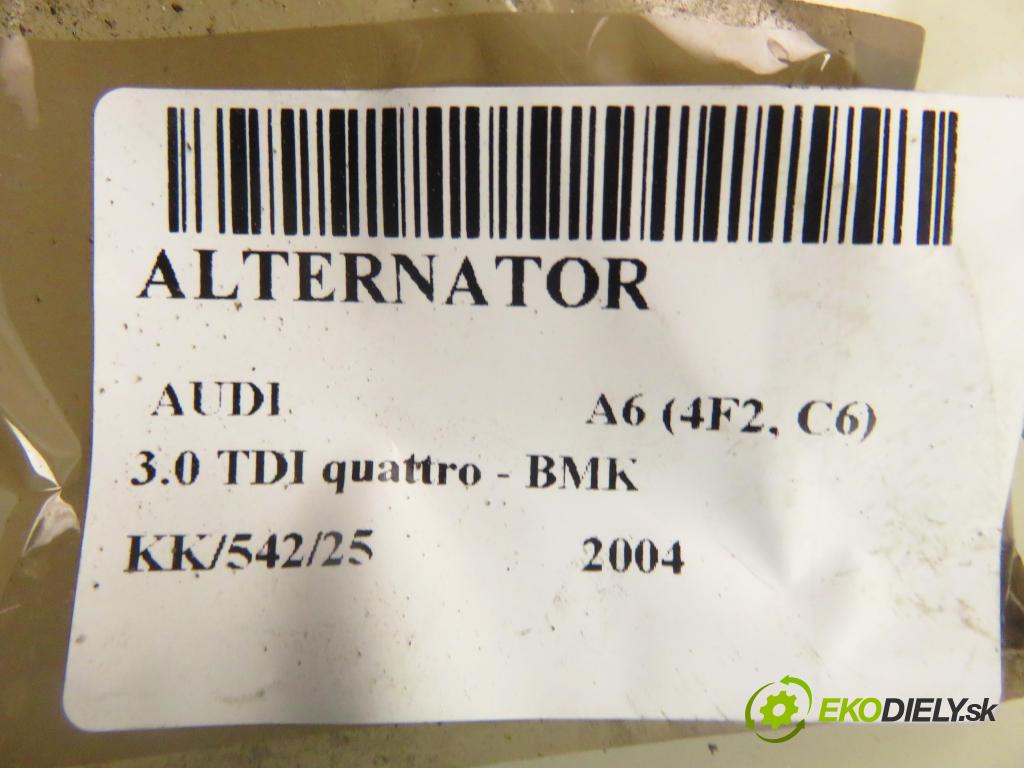 ALTERNATOR
AUDI A6 (4F2, C6)
3.0 TDI quattro - BMK
KK/542/25 2004
EKODIELY.sk